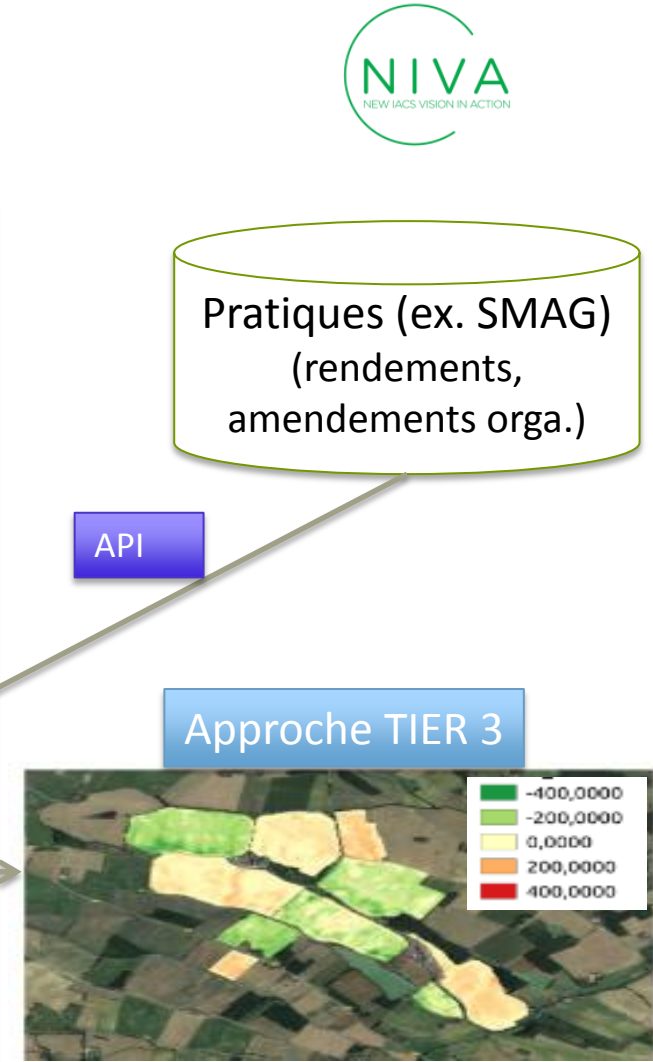 NIVA
NEW IACS VISION IN ACTION
Pratiques (ex. SMAG)
(rendements,
amendements orga.)
API
Approche TIER 3
-400,0000
-200,0000
0,0000
200,0000
400,0000